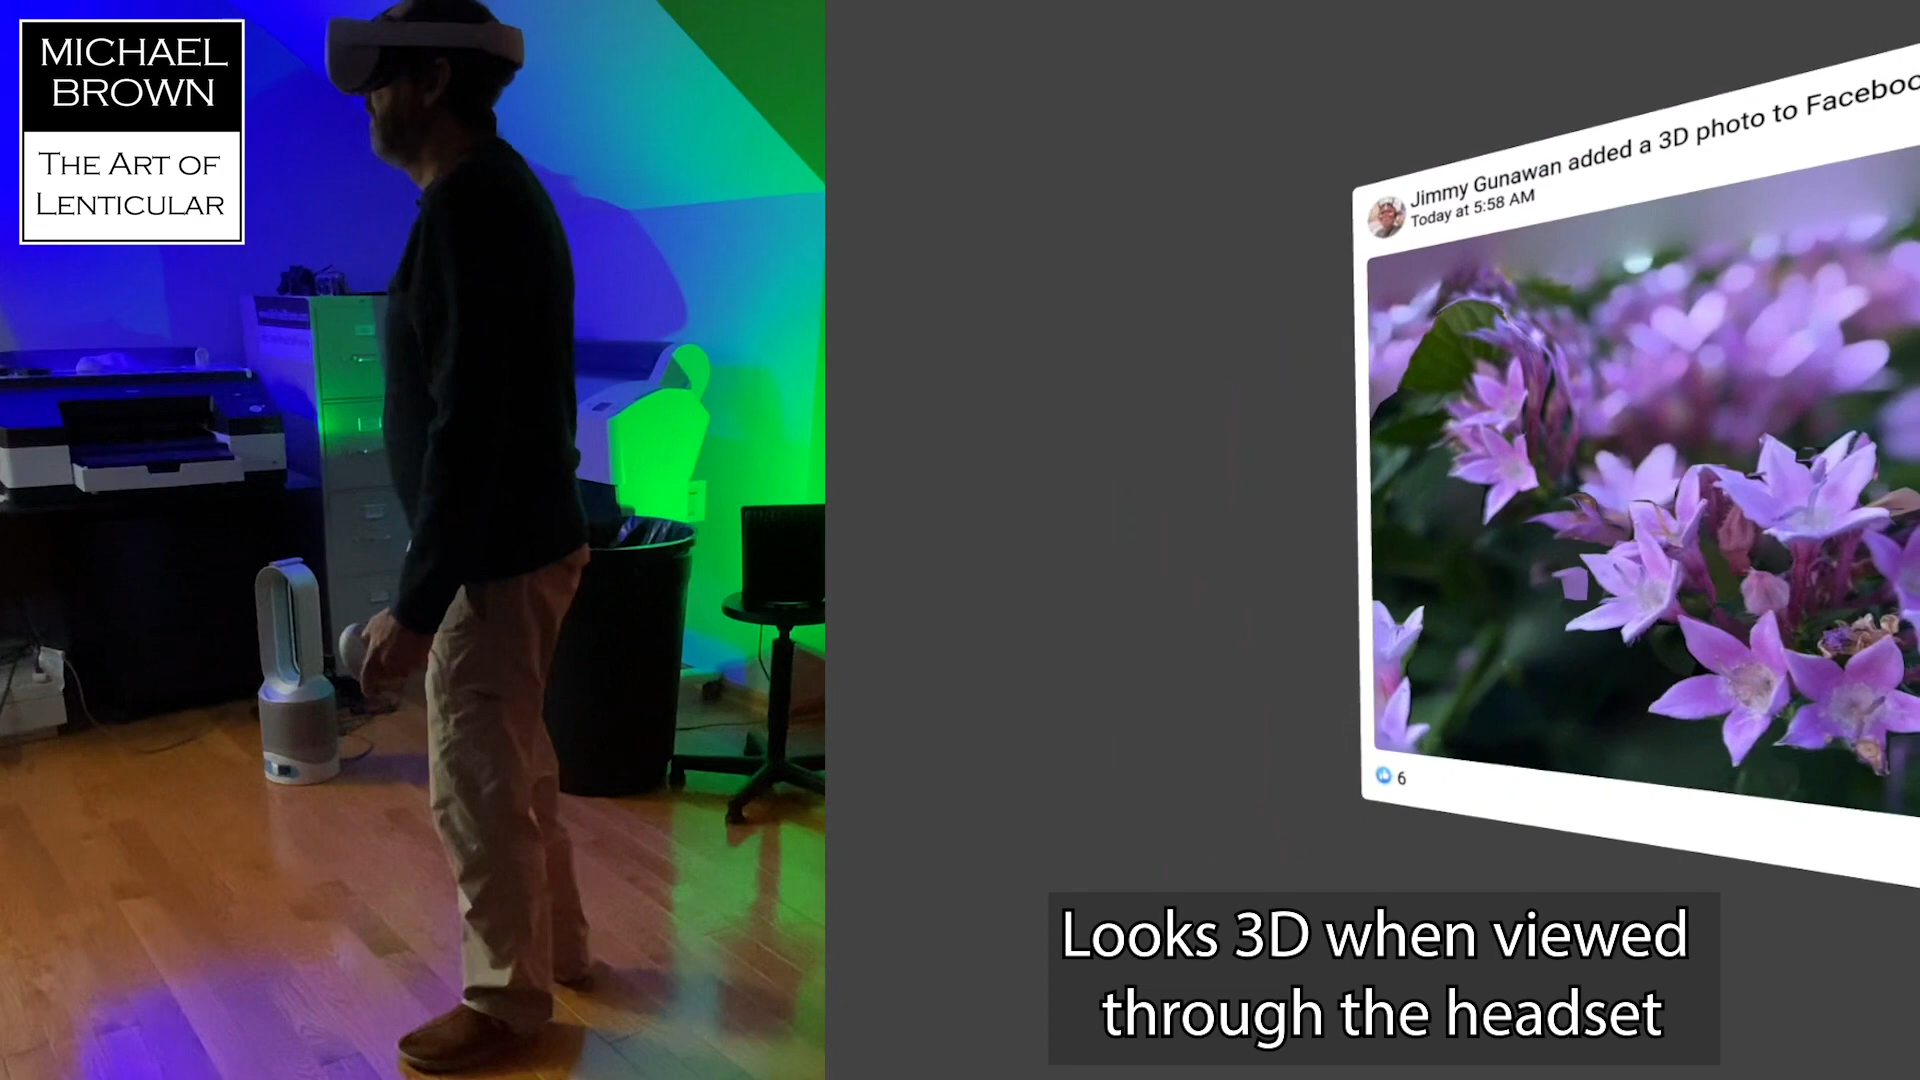 MICHAEL
BROWN
THE ART OF
LENTICULAR
Jimmy Gunawan added a 3D photo to
Today at 5:58 AM
6
Looks 3D when viewed
through the headset